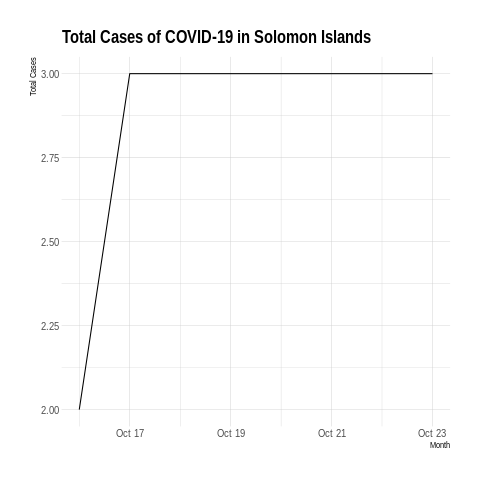 Total Cases of COVID-19 in Solomon Islands
Total Cases
3.00
2.75
2.50
2.25
2.00
Oct 17 Oct 19 Oct 21 Oct 23
Month